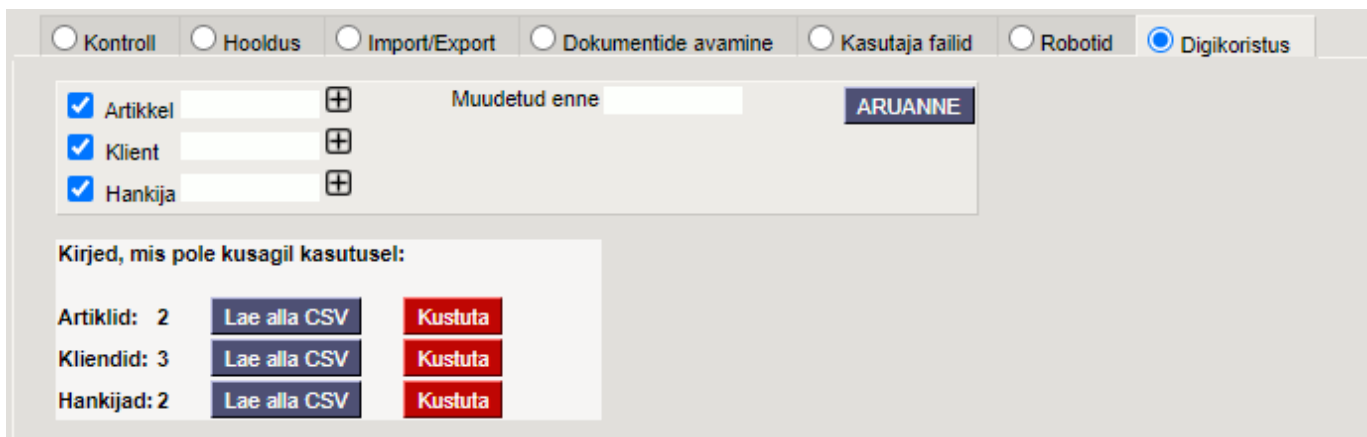 Kontroll Hooldus Import/Export Dokumentide avamine Kasutaja failid Robotid Digikoristus
Artikkel Muudetud enne ARUANNE
Klient
Hankija
Kirjed, mis pole kusagil kasutusel:
Artiklid: 2 Lae alla CSV Kustuta
Kliendid: 3 Lae alla CSV Kustuta
Hankijad: 2 Lae alla CSV Kustuta